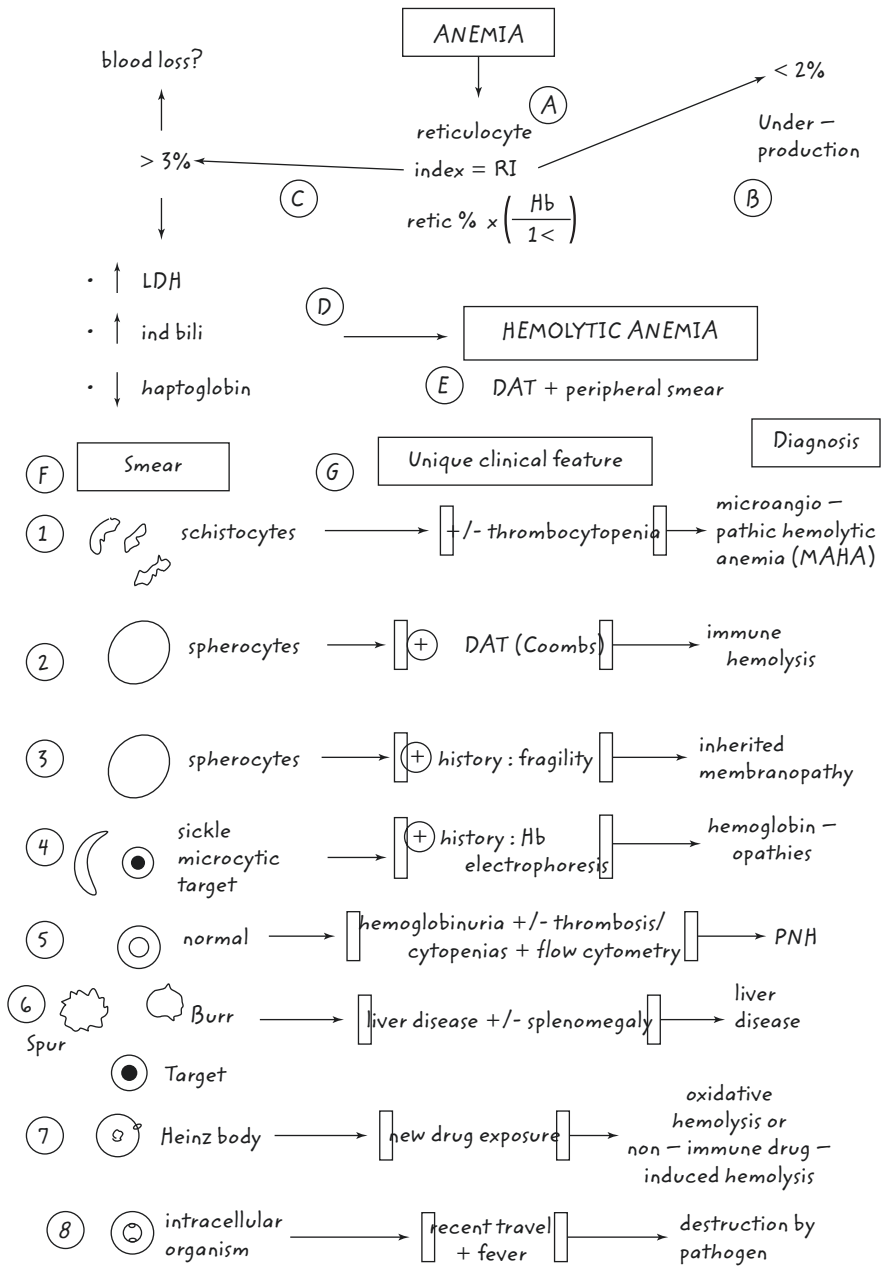 ANEMIA
blood loss?
< 2%
A
reticulocyte
Under –
production
> 3%
index = RI
C
B
retic % x ( Hb
1< )
• ↑ LDH
D
• ↑ ind bili
HEMOLYTIC ANEMIA
• ↓ haptoglobin
E
DAT + peripheral smear
F
Smear
G
Unique clinical feature
Diagnosis
1
schistocytes
+/- thrombocytopenia
microangio –
pathic hemolytic
anemia (MAHA)
2
spherocytes
+ DAT (Coombs)
immune
hemolysis
3
spherocytes
+ history : fragility
inherited
membranopathy
4
sickle
microcytic
target
+ history : Hb
electrophoresis
hemoglobin –
opathies
5
normal
hemoglobinuria +/- thrombosis/
cytopenias + flow cytometry
PNH
6
Spur
Burr
Target
liver disease +/- splenomegaly
liver
disease
7
Heinz body
new drug exposure
oxidative
hemolysis or
non – immune drug –
induced hemolysis
8
intracellular
organism
recent travel
+ fever
destruction by
pathogen